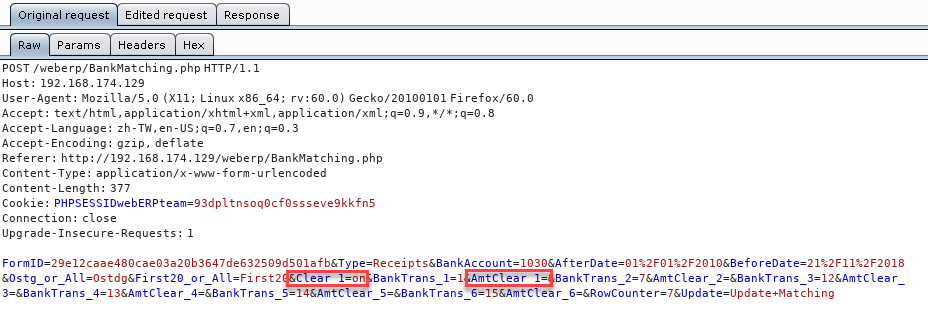 Original request Edited request Response
Raw Params Headers Hex
POST /weberp/BankMatching.php HTTP/1.1
Host: 192.168.174.129
User-Agent: Mozilla/5.0 (X11; Linux x86_64; rv:60.0) Gecko/20100101 Firefox/60.0
Accept: text/html,application/xhtml+xml,application/xml;q=0.9,*/*;q=0.8
Accept-Language: zh-TW,en-US;q=0.7,en;q=0.3
Accept-Encoding: gzip, deflate
Referer: http://192.168.174.129/weberp/BankMatching.php
Content-Type: application/x-www-form-urlencoded
Content-Length: 377
Cookie: PHPSESSIDwebERPteam=93dpltnsoq0cf0ssseve9kkfn5
Connection: close
Upgrade-Insecure-Requests: 1
FormID=29e12caae480cae03a20b3647de632509d501afb&Type=Receipts&BankAccount=1030&AfterDate=01%2F01%2F2010&BeforeDate=21%2F11%2F2018
&Ostg_or_All=Ostdg&First20_or_All=First20&Clear_1=on&BankTrans_1=1&AmtClear_1=&BankTrans_2=7&AmtClear_2=&BankTrans_3=12&AmtClear_
3=&BankTrans_4=13&AmtClear_4=&BankTrans_5=14&AmtClear_5=&BankTrans_6=15&AmtClear_6=&RowCounter=7&Update=Update+Matching